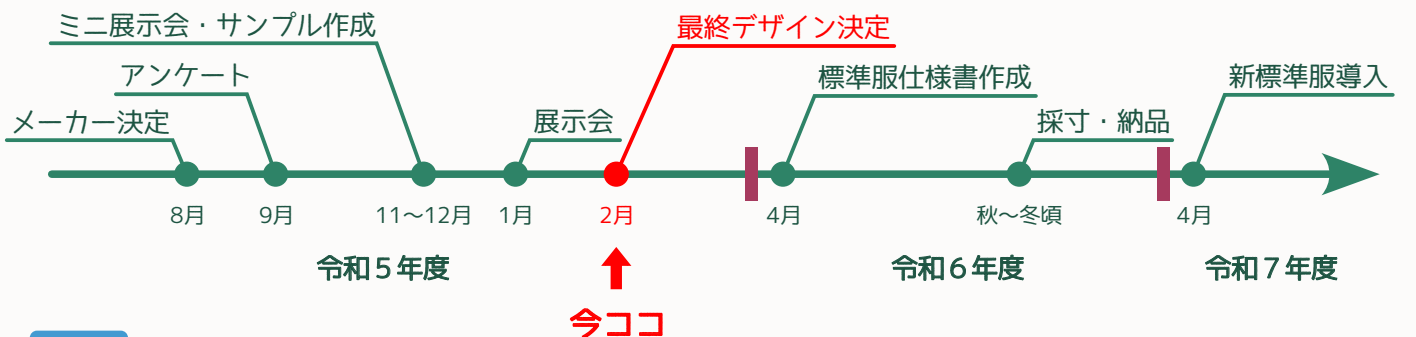 ミニ展示会・サンプル作成
最終デザイン決定
アンケート
標準服仕様書作成
新標準服導入
メーカー決定
展示会
採寸・納品
8月
9月
11～12月
1月
2月
4月
秋～冬頃
4月
令和５年度
令和６年度
令和７年度
今ココ